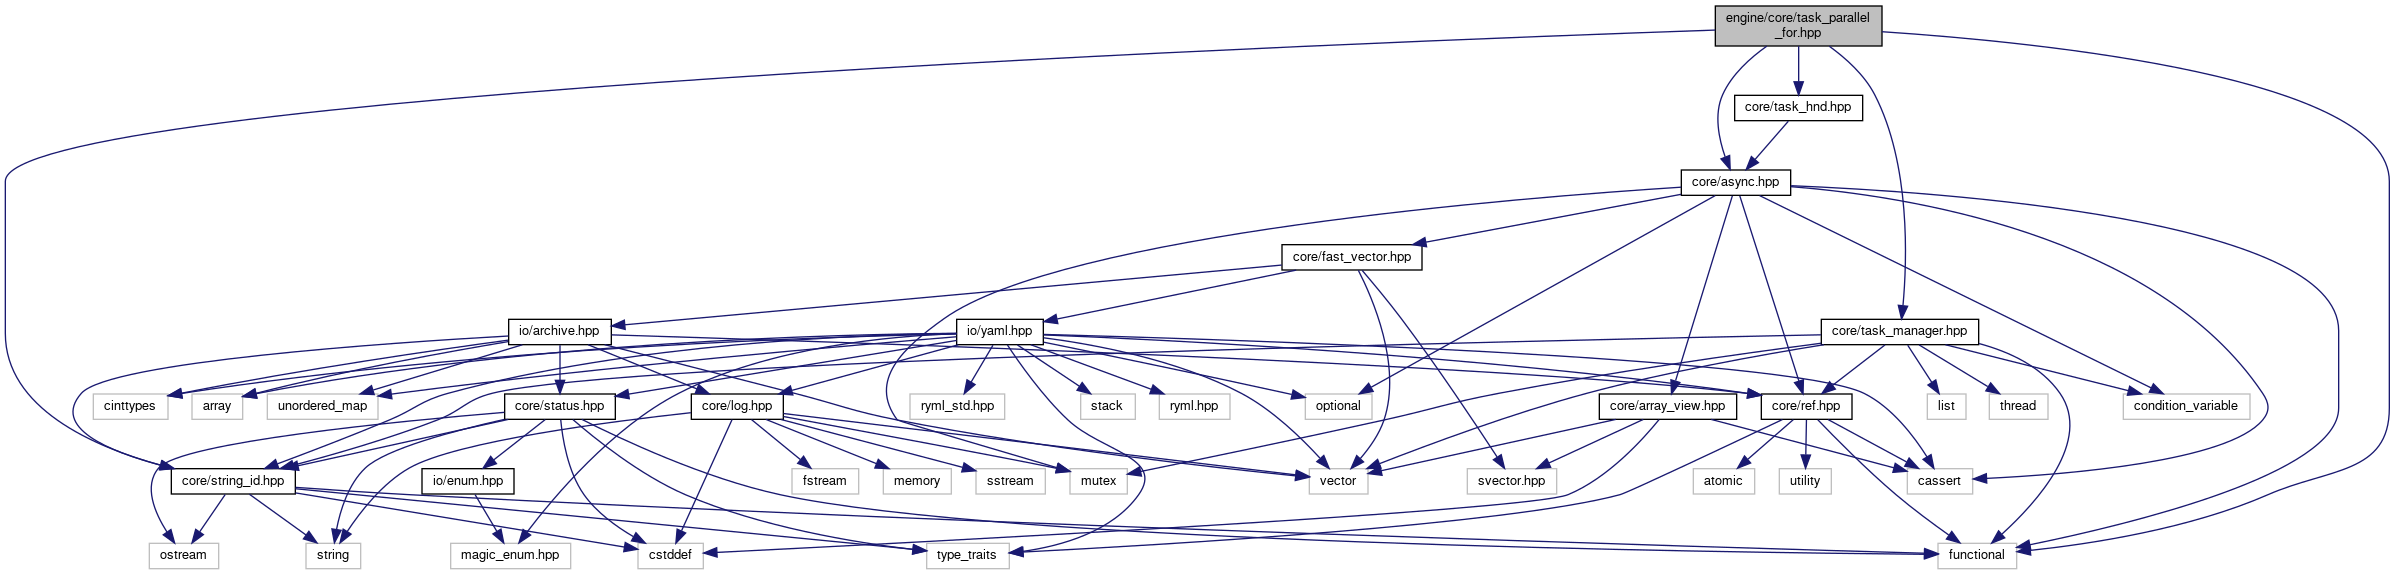 engine/core/task_parallel
_for.hpp
core/task_hnd.hpp
core/async.hpp
core/fast_vector.hpp
io/archive.hpp
io/yaml.hpp
core/task_manager.hpp
cinttypes
array
unordered_map
core/status.hpp
core/log.hpp
ryml_std.hpp
stack
ryml.hpp
optional
core/array_view.hpp
core/ref.hpp
list
thread
condition_variable
core/string_id.hpp
io/enum.hpp
fstream
memory
sstream
mutex
vector
svector.hpp
atomic
utility
cassert
ostream
string
magic_enum.hpp
cstddef
type_traits
functional